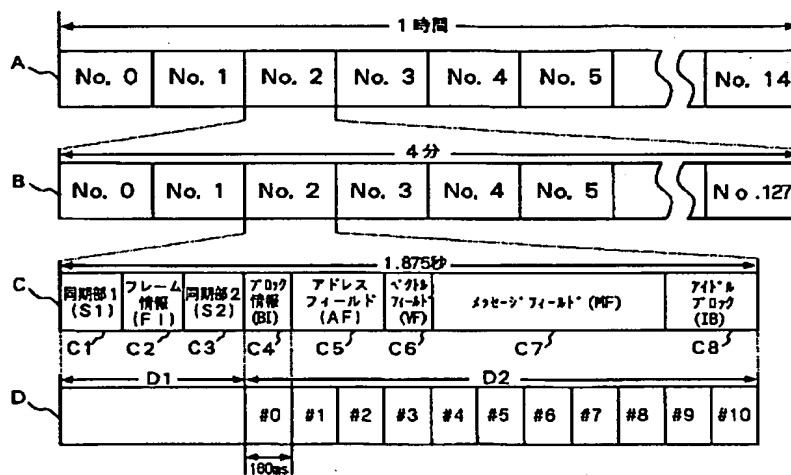 1時間
A No. 0 No. 1 No. 2 No. 3 No. 4 No. 5 No. 14
4分
B No. 0 No. 1 No. 2 No. 3 No. 4 No. 5 No.127
1.875秒
C 同期部1 (S1) フレーム情報 (FI) 同期部2 (S2) ブロック情報 (BI) アドレスフィールド (AF) ベクトルフィールド (VF) メッセージフィールド (MF) アイドルブロック (IB)
C1 C2 C3 C4 C5 C6 C7 C8
D1 D2
D #0 #1 #2 #3 #4 #5 #6 #7 #8 #9 #10
160ms